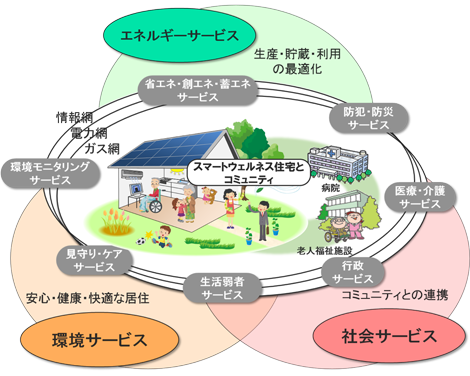 エネルギーサービス
生産・貯蔵・利用
の最適化
省エネ・創エネ・蓄エネ
サービス
情報網
電力網
ガス網
防犯・防災
サービス
スマートウェルネス住宅と
コミュニティ
環境モニタリング
サービス
病院
医療・介護
サービス
老人福祉施設
見守り・ケア
サービス
生活弱者
サービス
行政
サービス
安心・健康・快適な居住
コミュニティとの連携
環境サービス
社会サービス